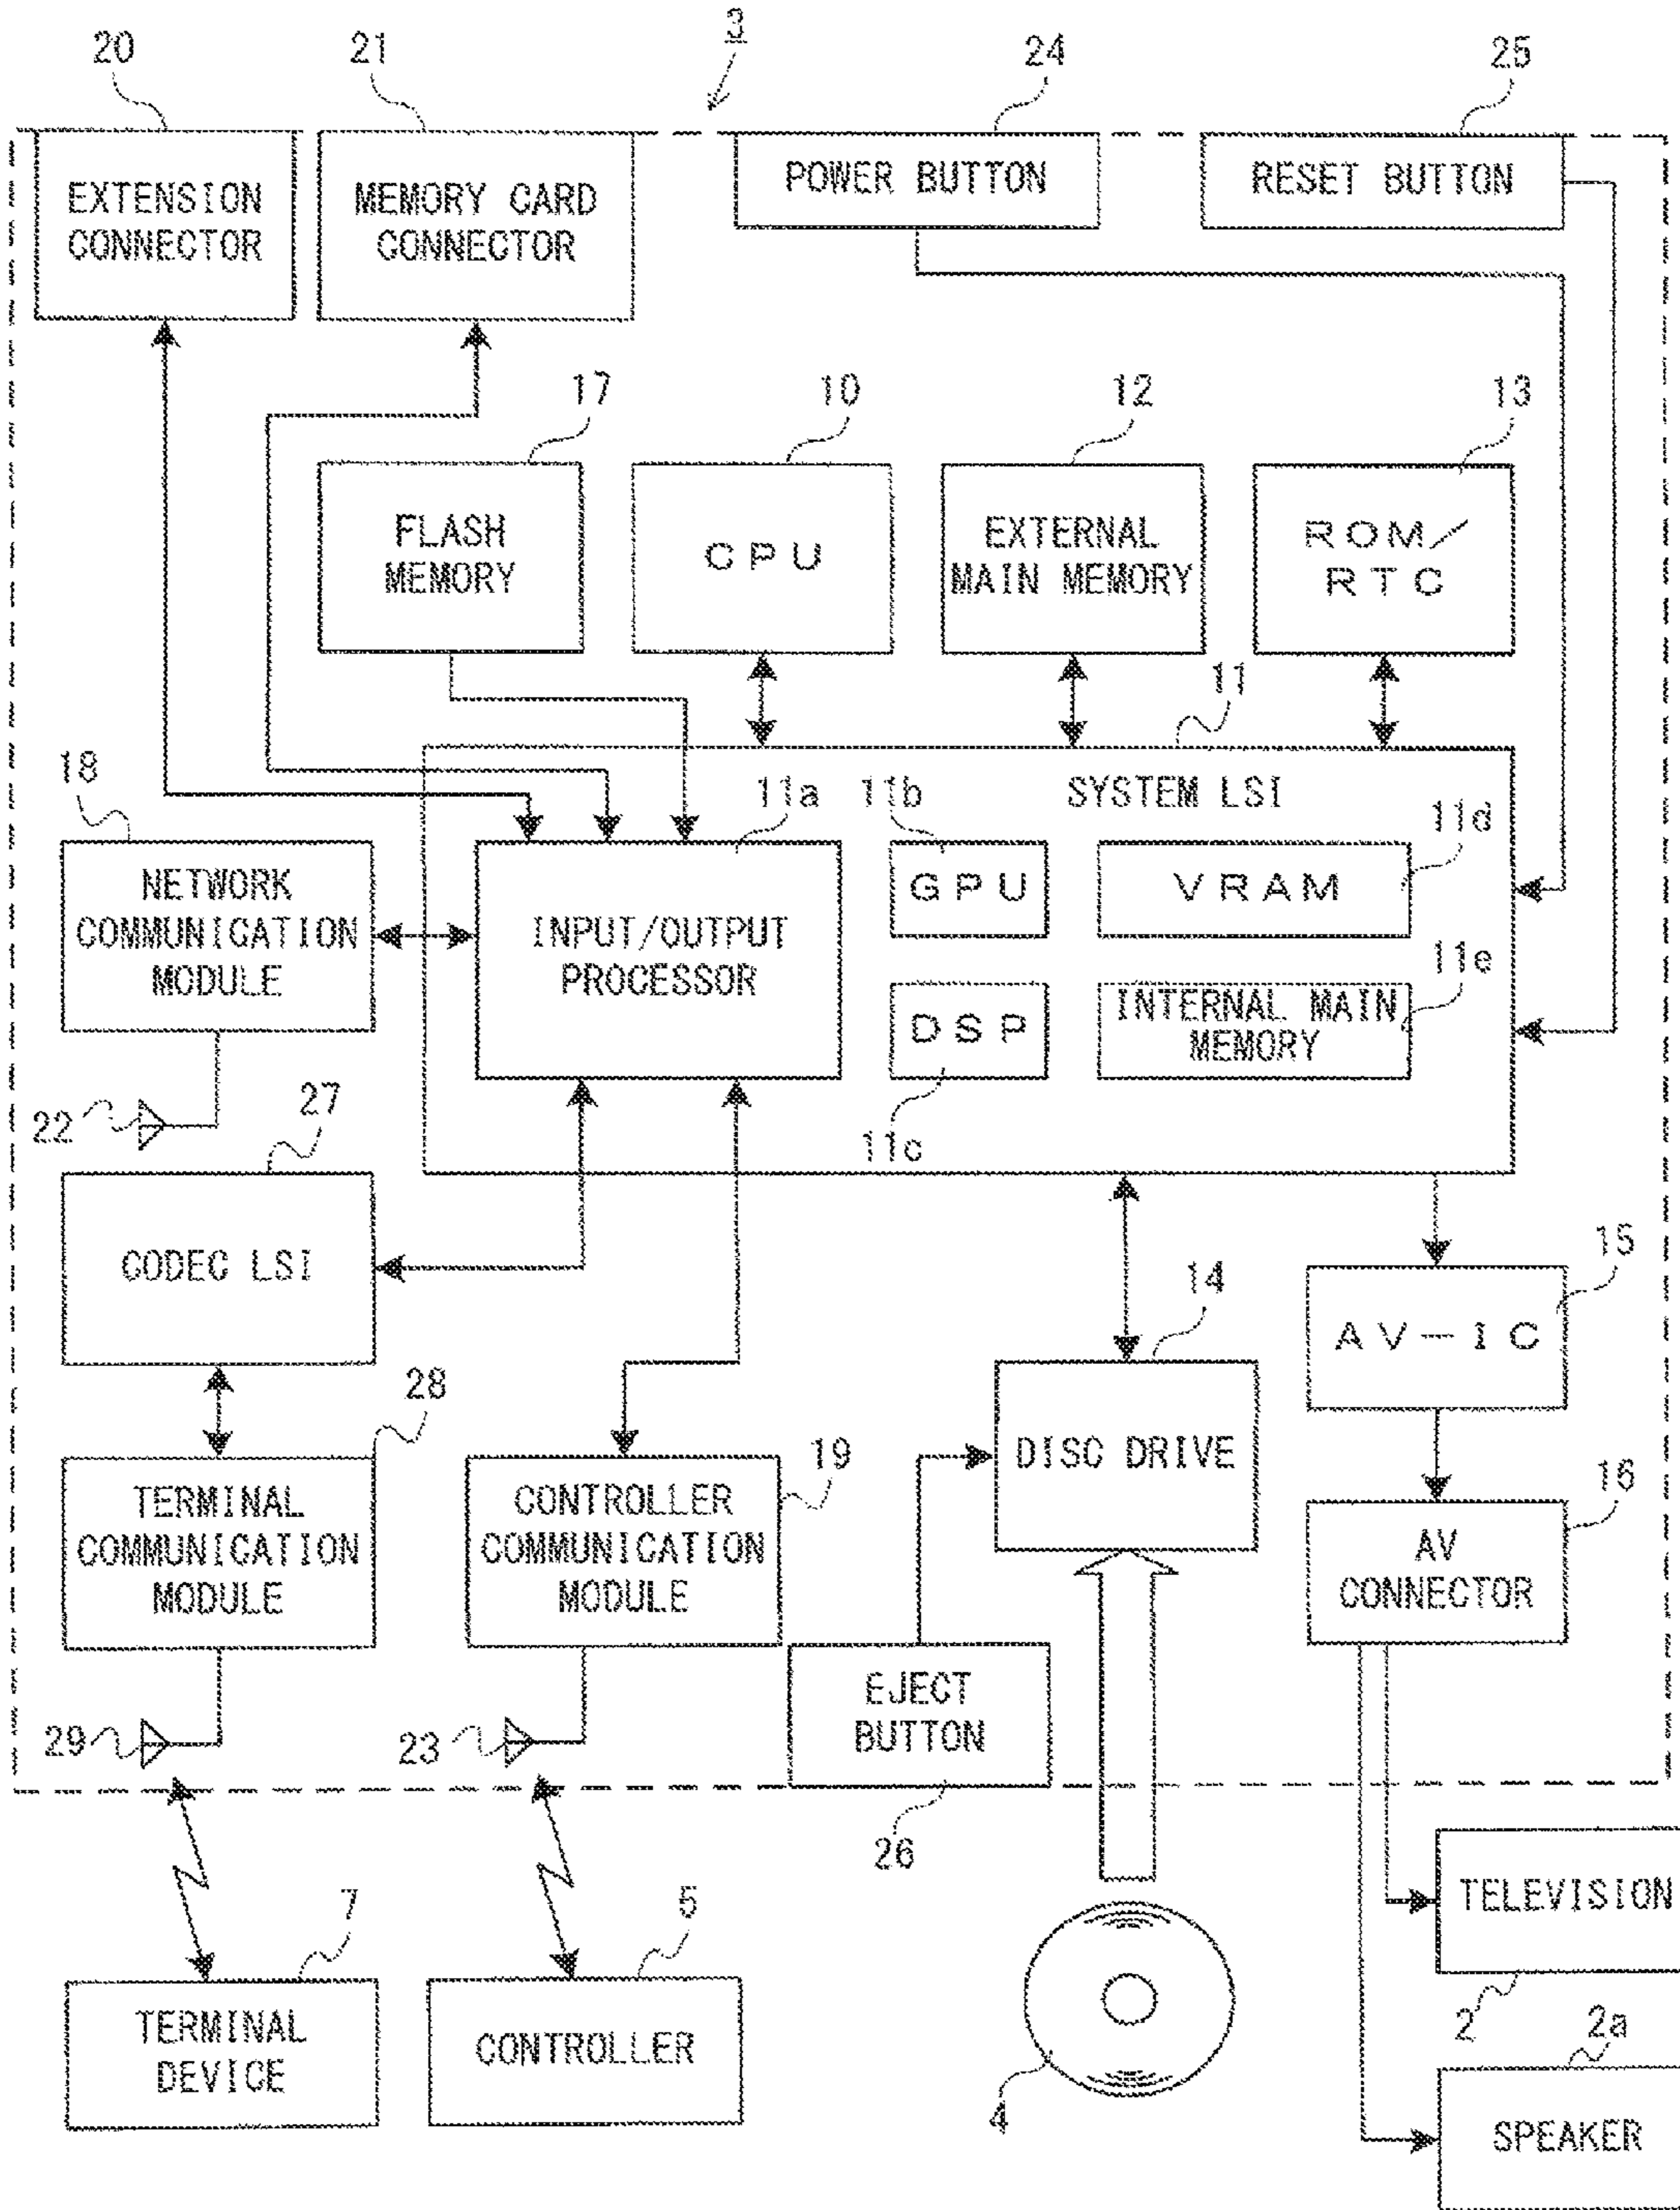 3
20
21
24
25
EXTENSION
CONNECTOR
MEMORY CARD
CONNECTOR
POWER BUTTON
RESET BUTTON
17
10
12
13
FLASH
MEMORY
CPU
EXTERNAL
MAIN MEMORY
ROM/
RTC
11
18
11a
11b
SYSTEM LSI
11d
NETWORK
COMMUNICATION
MODULE
INPUT/OUTPUT
PROCESSOR
GPU
VRAM
11e
DSP
INTERNAL MAIN
MEMORY
22
27
11c
CODEC LSI
14
15
AV-IC
28
19
DISC DRIVE
16
TERMINAL
COMMUNICATION
MODULE
CONTROLLER
COMMUNICATION
MODULE
AV
CONNECTOR
29
23
EJECT
BUTTON
26
7
5
TELEVISION
2
TERMINAL
DEVICE
CONTROLLER
4
2a
SPEAKER